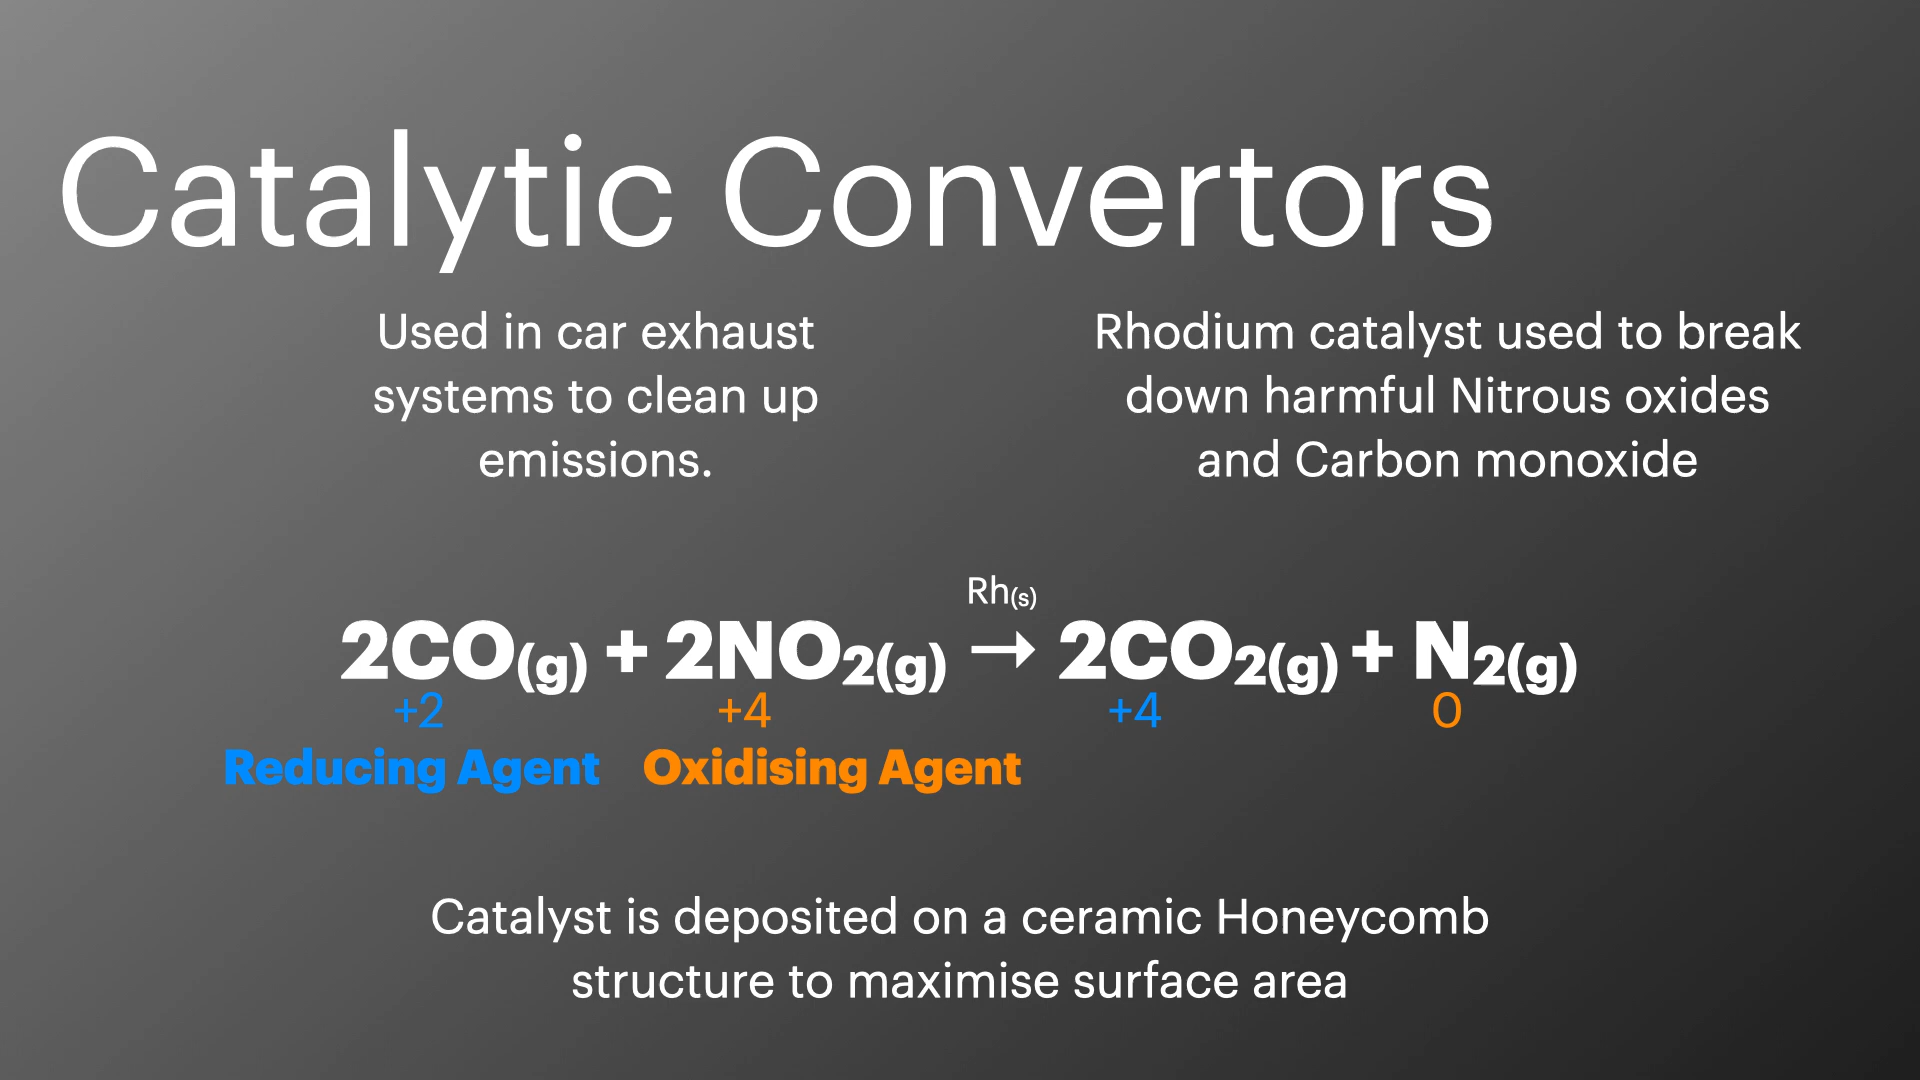 Catalytic Convertors
Used in car exhaust
systems to clean up
emissions.
Rhodium catalyst used to break
down harmful Nitrous oxides
and Carbon monoxide
Rh(s)
2CO(g) + 2NO2(g) → 2CO2(g) + N2(g)
+2 +4 +4 0
Reducing Agent Oxidising Agent
Catalyst is deposited on a ceramic Honeycomb
structure to maximise surface area